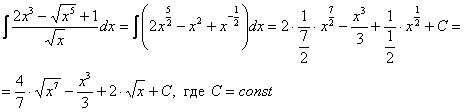 ∫ (2x³ − √(x⁵) + 1)/√x dx = ∫ (2x^(5/2) − x² + x^(−1/2)) dx = 2 · 1/(7/2) · x^(7/2) − x³/3 + 1/(1/2) · x^(1/2) + C =
= 4/7 · √(x⁷) − x³/3 + 2 · √x + C, где C = const